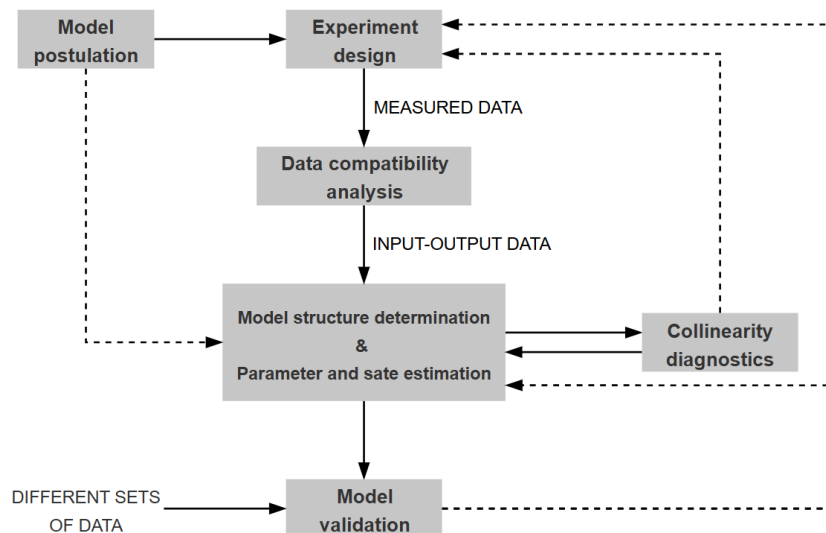 Model
postulation
Experiment
design
MEASURED DATA
Data compatibility
analysis
INPUT-OUTPUT DATA
Model structure determination
&
Parameter and sate estimation
Collinearity
diagnostics
DIFFERENT SETS
OF DATA
Model
validation